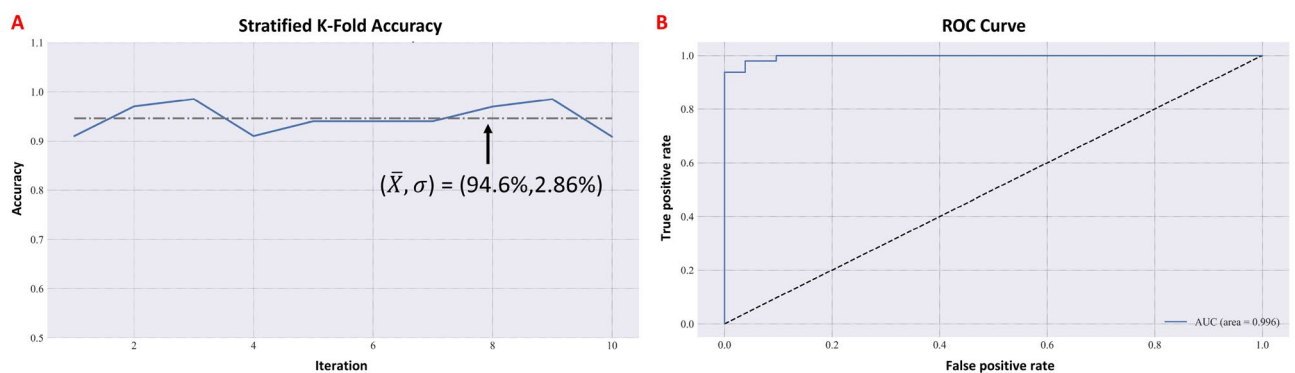 A
Stratified K-Fold Accuracy
1.1
1.0
0.9
0.8
0.7
0.6
0.5
Accuracy
(X̄, σ) = (94.6%,2.86%)
2
4
6
8
10
Iteration
B
ROC Curve
1.0
0.8
0.6
0.4
0.2
0.0
True positive rate
AUC (area = 0.996)
0.0
0.2
0.4
0.6
0.8
1.0
False positive rate